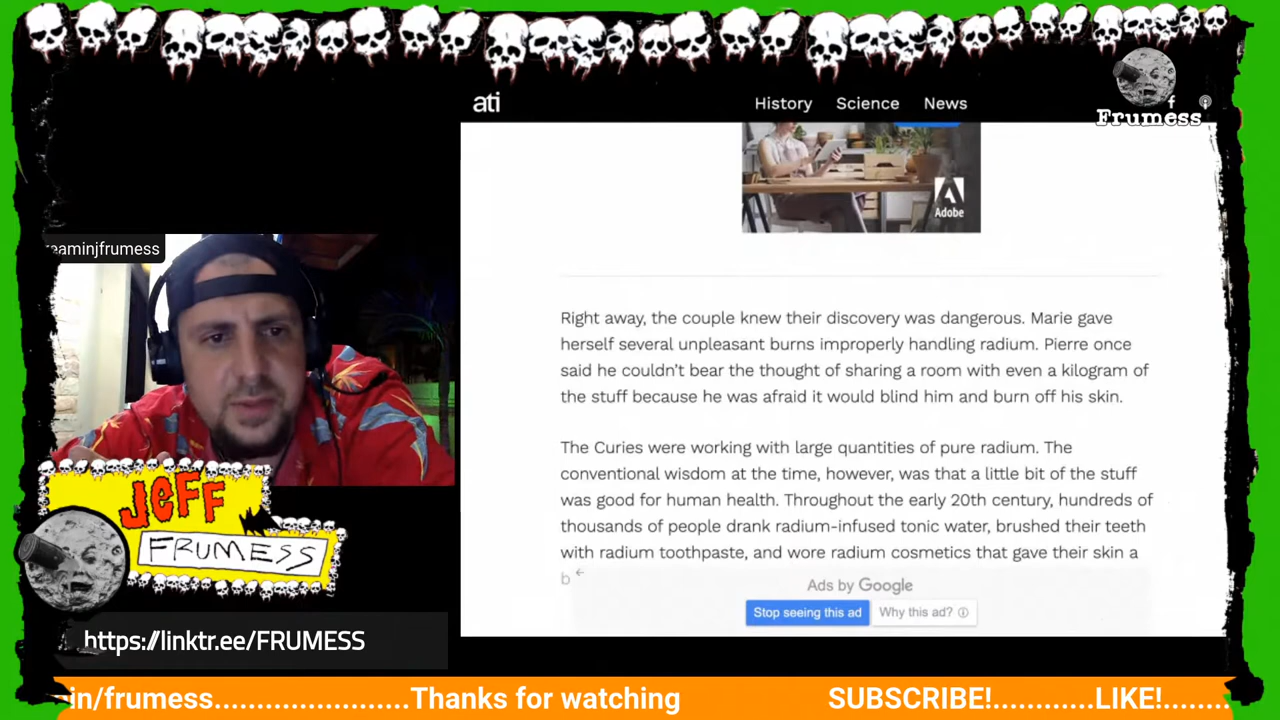 ati
History Science News
Frumess
Adobe
eaminjfrumess
Right away, the couple knew their discovery was dangerous. Marie gave
herself several unpleasant burns improperly handling radium. Pierre once
said he couldn't bear the thought of sharing a room with even a kilogram of
the stuff because he was afraid it would blind him and burn off his skin.
The Curies were working with large quantities of pure radium. The
conventional wisdom at the time, however, was that a little bit of the stuff
was good for human health. Throughout the early 20th century, hundreds of
thousands of people drank radium-infused tonic water, brushed their teeth
with radium toothpaste, and wore radium cosmetics that gave their skin a
b
Ads by Google
Stop seeing this ad Why this ad?
JEFF
FRUMESS
https://linktr.ee/FRUMESS
in/frumess......................Thanks for watching SUBSCRIBE!............LIKE!........